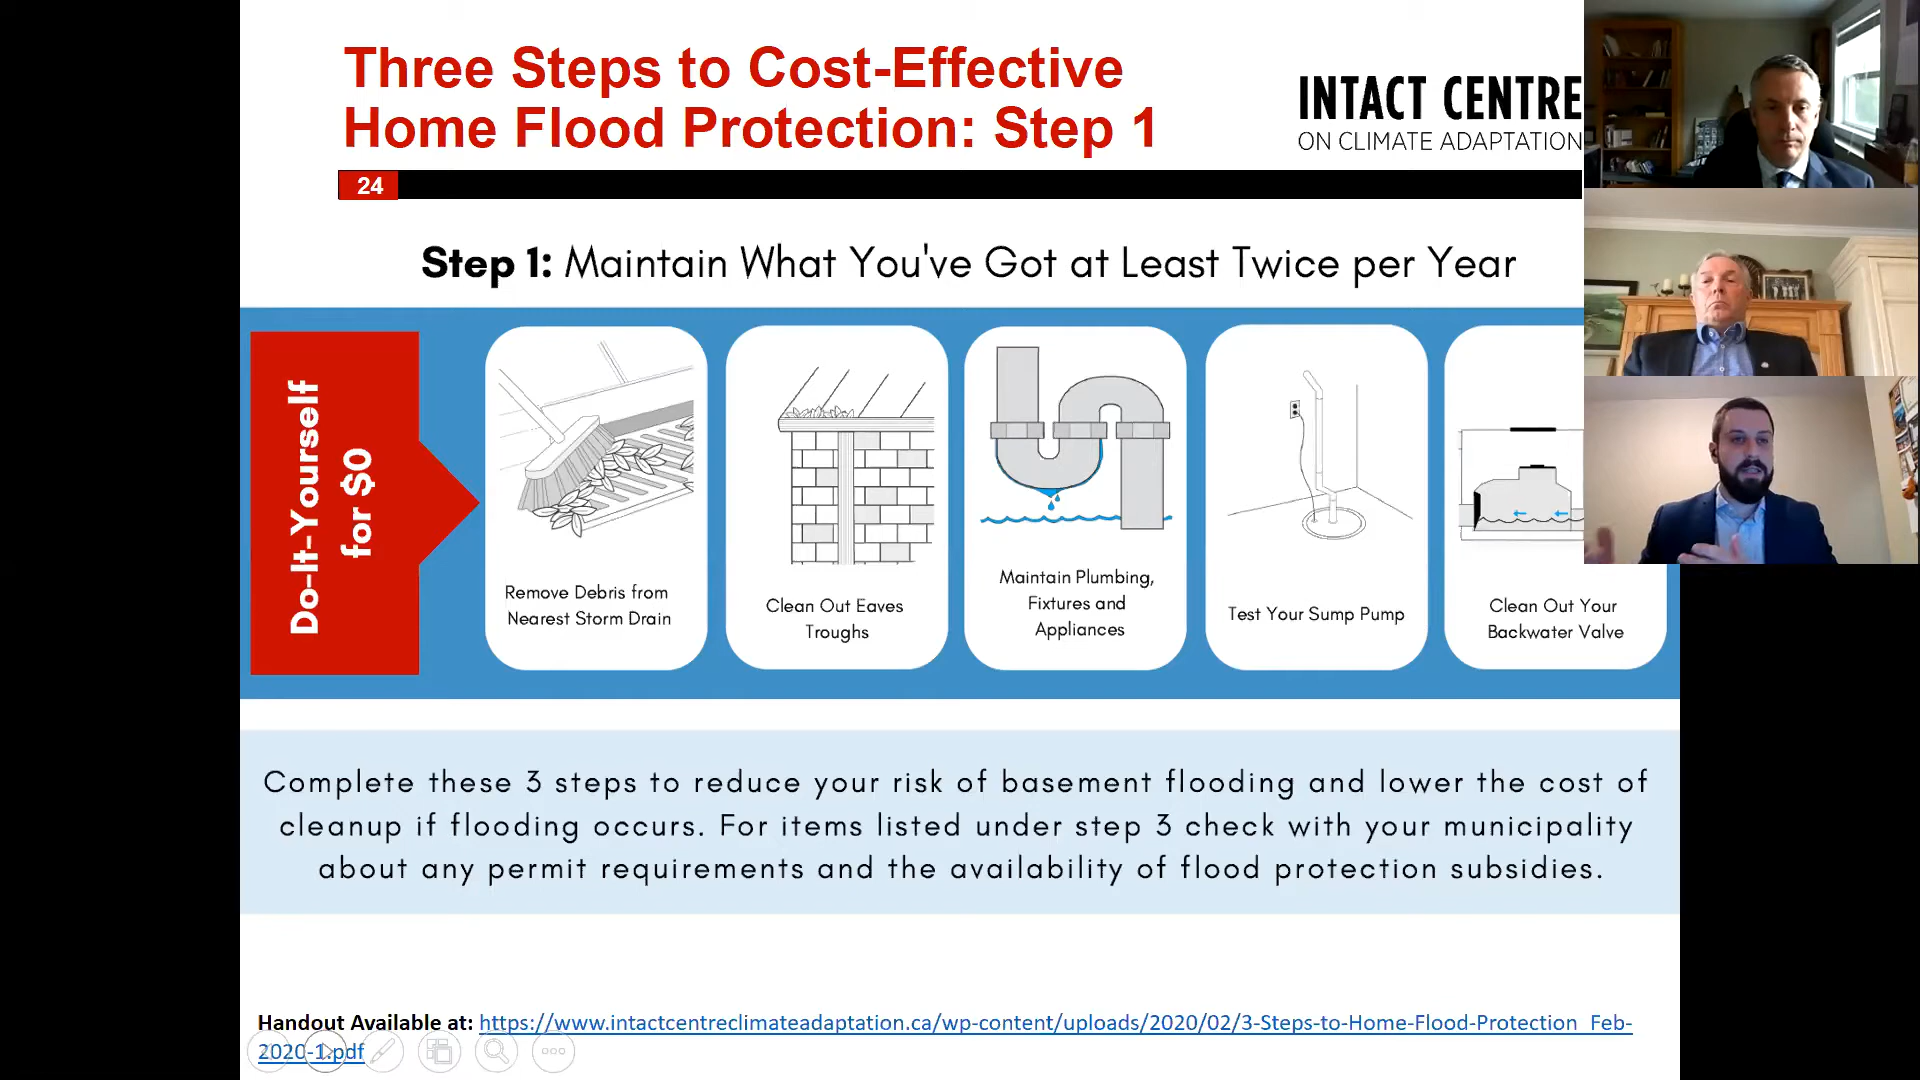 Three Steps to Cost-Effective
Home Flood Protection: Step 1
INTACT CENTRE
ON CLIMATE ADAPTATION
24
Step 1: Maintain What You've Got at Least Twice per Year
Do-It-Yourself
for $0
Remove Debris from
Nearest Storm Drain
Clean Out Eaves
Troughs
Maintain Plumbing,
Fixtures and
Appliances
Test Your Sump Pump
Clean Out Your
Backwater Valve
Complete these 3 steps to reduce your risk of basement flooding and lower the cost of
cleanup if flooding occurs. For items listed under step 3 check with your municipality
about any permit requirements and the availability of flood protection subsidies.
Handout Available at: https://www.intactcentreclimateadaptation.ca/wp-content/uploads/2020/02/3-Steps-to-Home-Flood-Protection_Feb-
2020-1.pdf